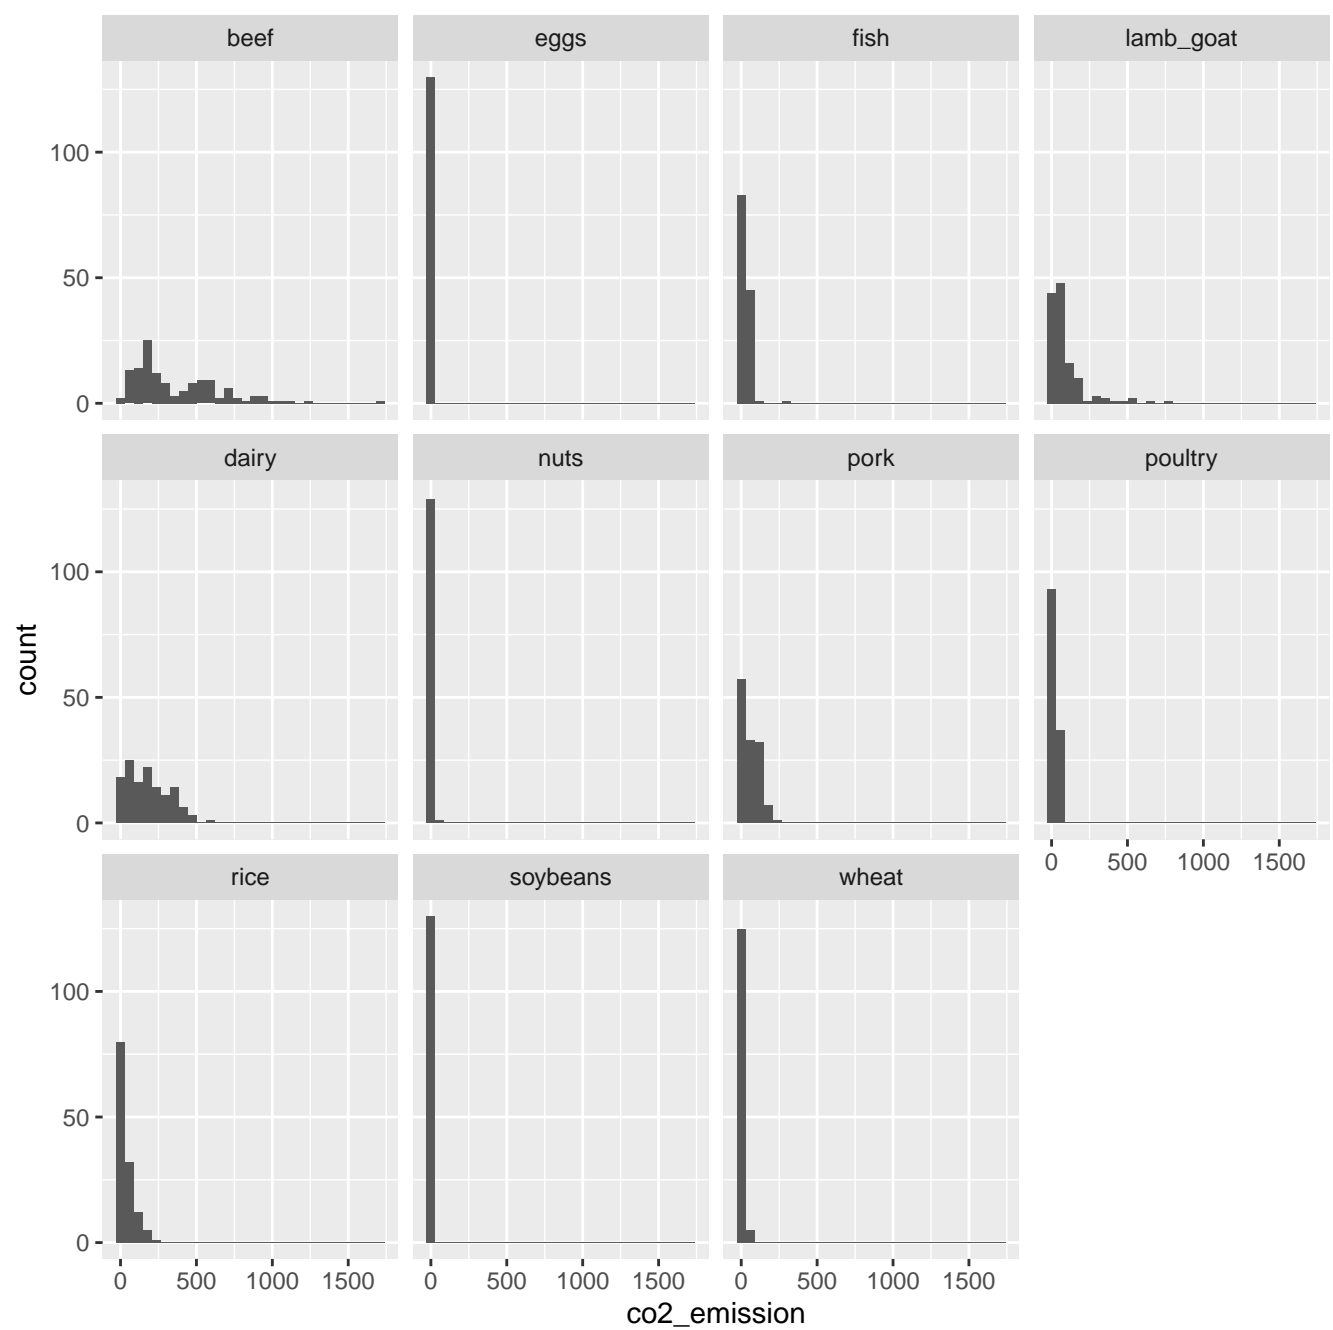 beef eggs fish lamb_goat
100
50
0
dairy nuts pork poultry
100
50
0
0 500 1000 1500
rice soybeans wheat
100
50
0
0 500 1000 1500 0 500 1000 1500 0 500 1000 1500
co2_emission
count